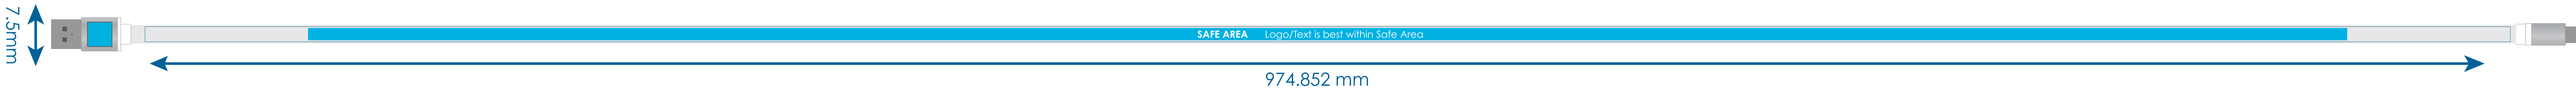 7.5mm
SAFE AREA Logo/Text is best within Safe Area
974.852 mm